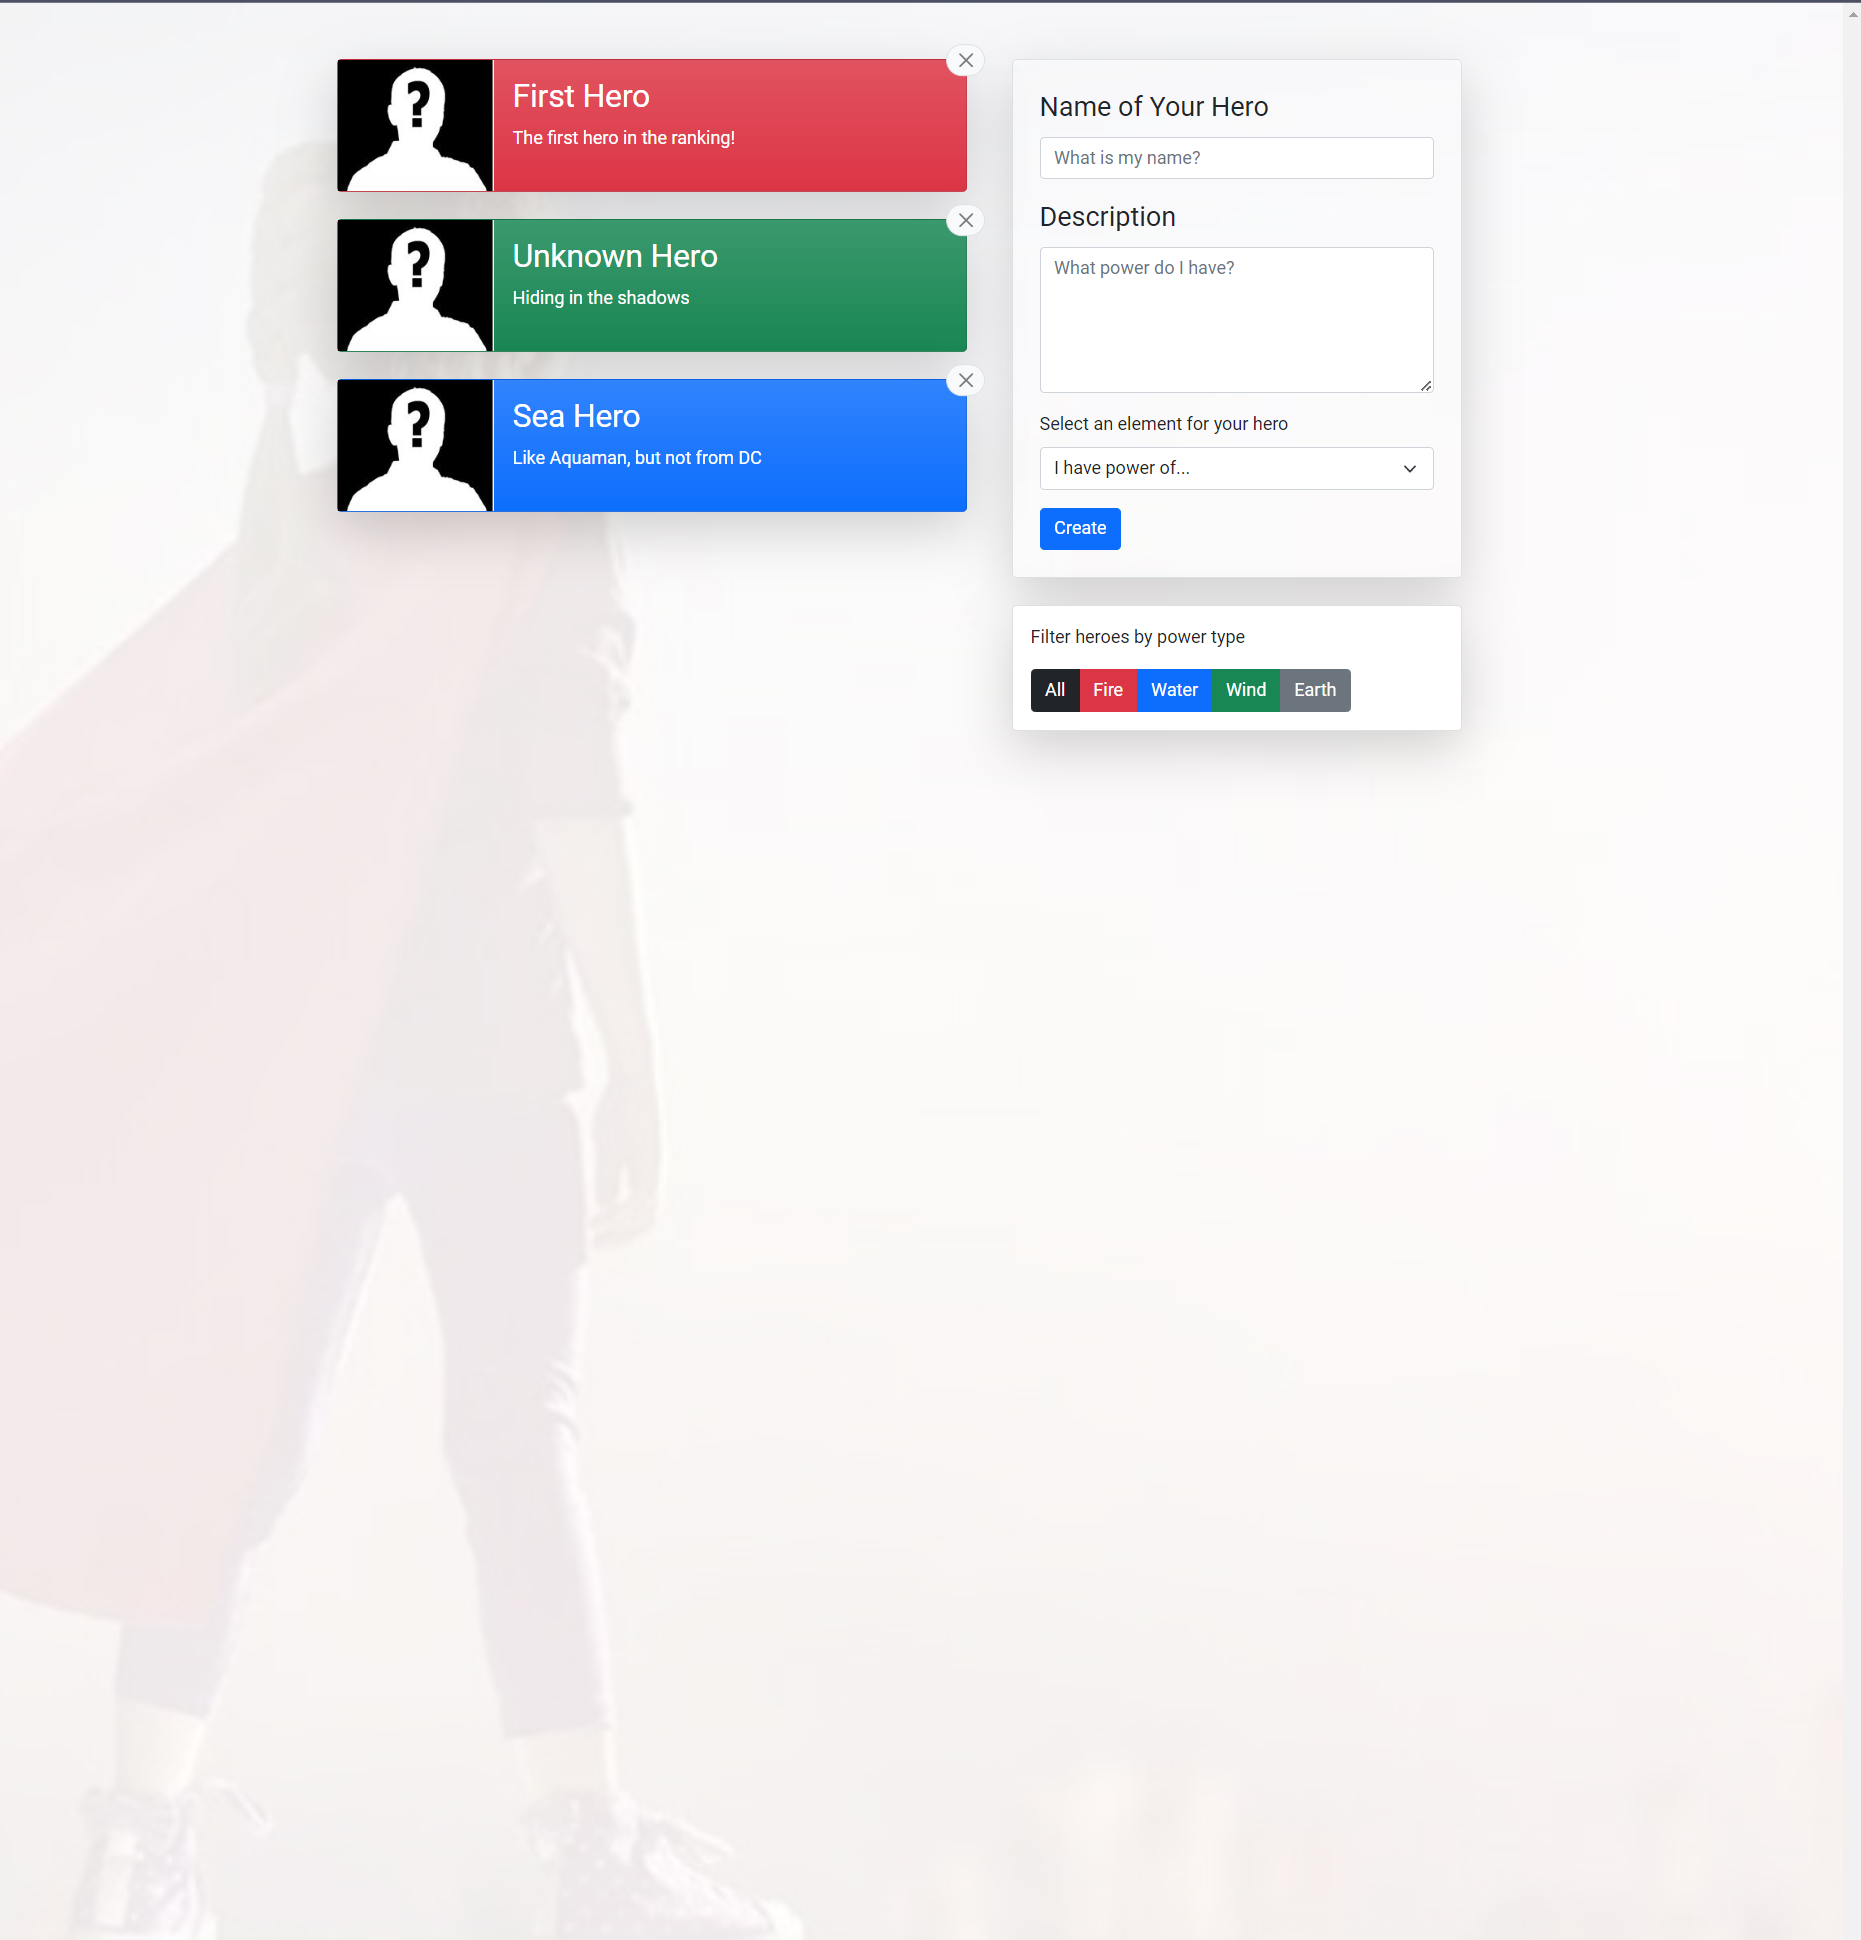 First Hero
The first hero in the ranking!
Unknown Hero
Hiding in the shadows
Sea Hero
Like Aquaman, but not from DC
Name of Your Hero
What is my name?
Description
What power do I have?
Select an element for your hero
I have power of...
Create
Filter heroes by power type
All Fire Water Wind Earth